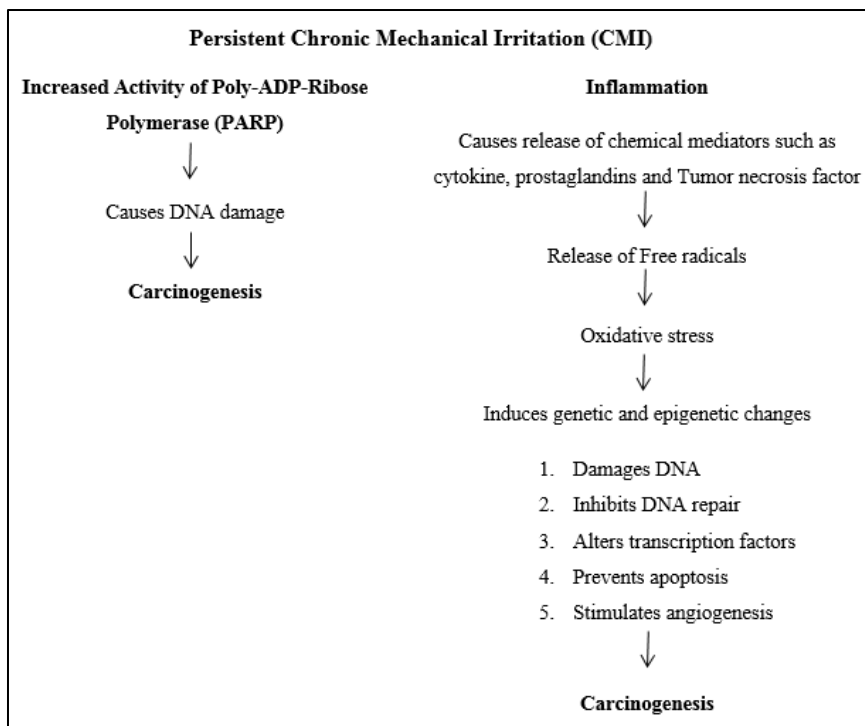 Persistent Chronic Mechanical Irritation (CMI)
Increased Activity of Poly-ADP-Ribose
Polymerase (PARP)
Causes DNA damage
Carcinogenesis
Inflammation
Causes release of chemical mediators such as
cytokine, prostaglandins and Tumor necrosis factor
Release of Free radicals
Oxidative stress
Induces genetic and epigenetic changes
1. Damages DNA
2. Inhibits DNA repair
3. Alters transcription factors
4. Prevents apoptosis
5. Stimulates angiogenesis
Carcinogenesis